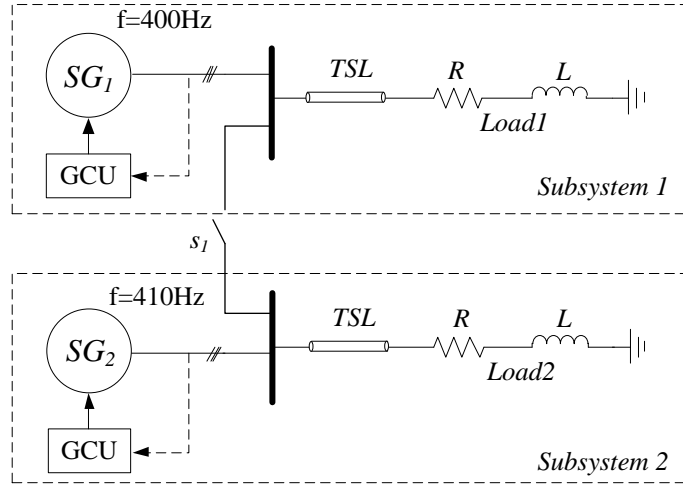 f=400Hz
SG1
TSL
R
L
Load1
GCU
Subsystem 1
s1
f=410Hz
SG2
TSL
R
L
Load2
GCU
Subsystem 2